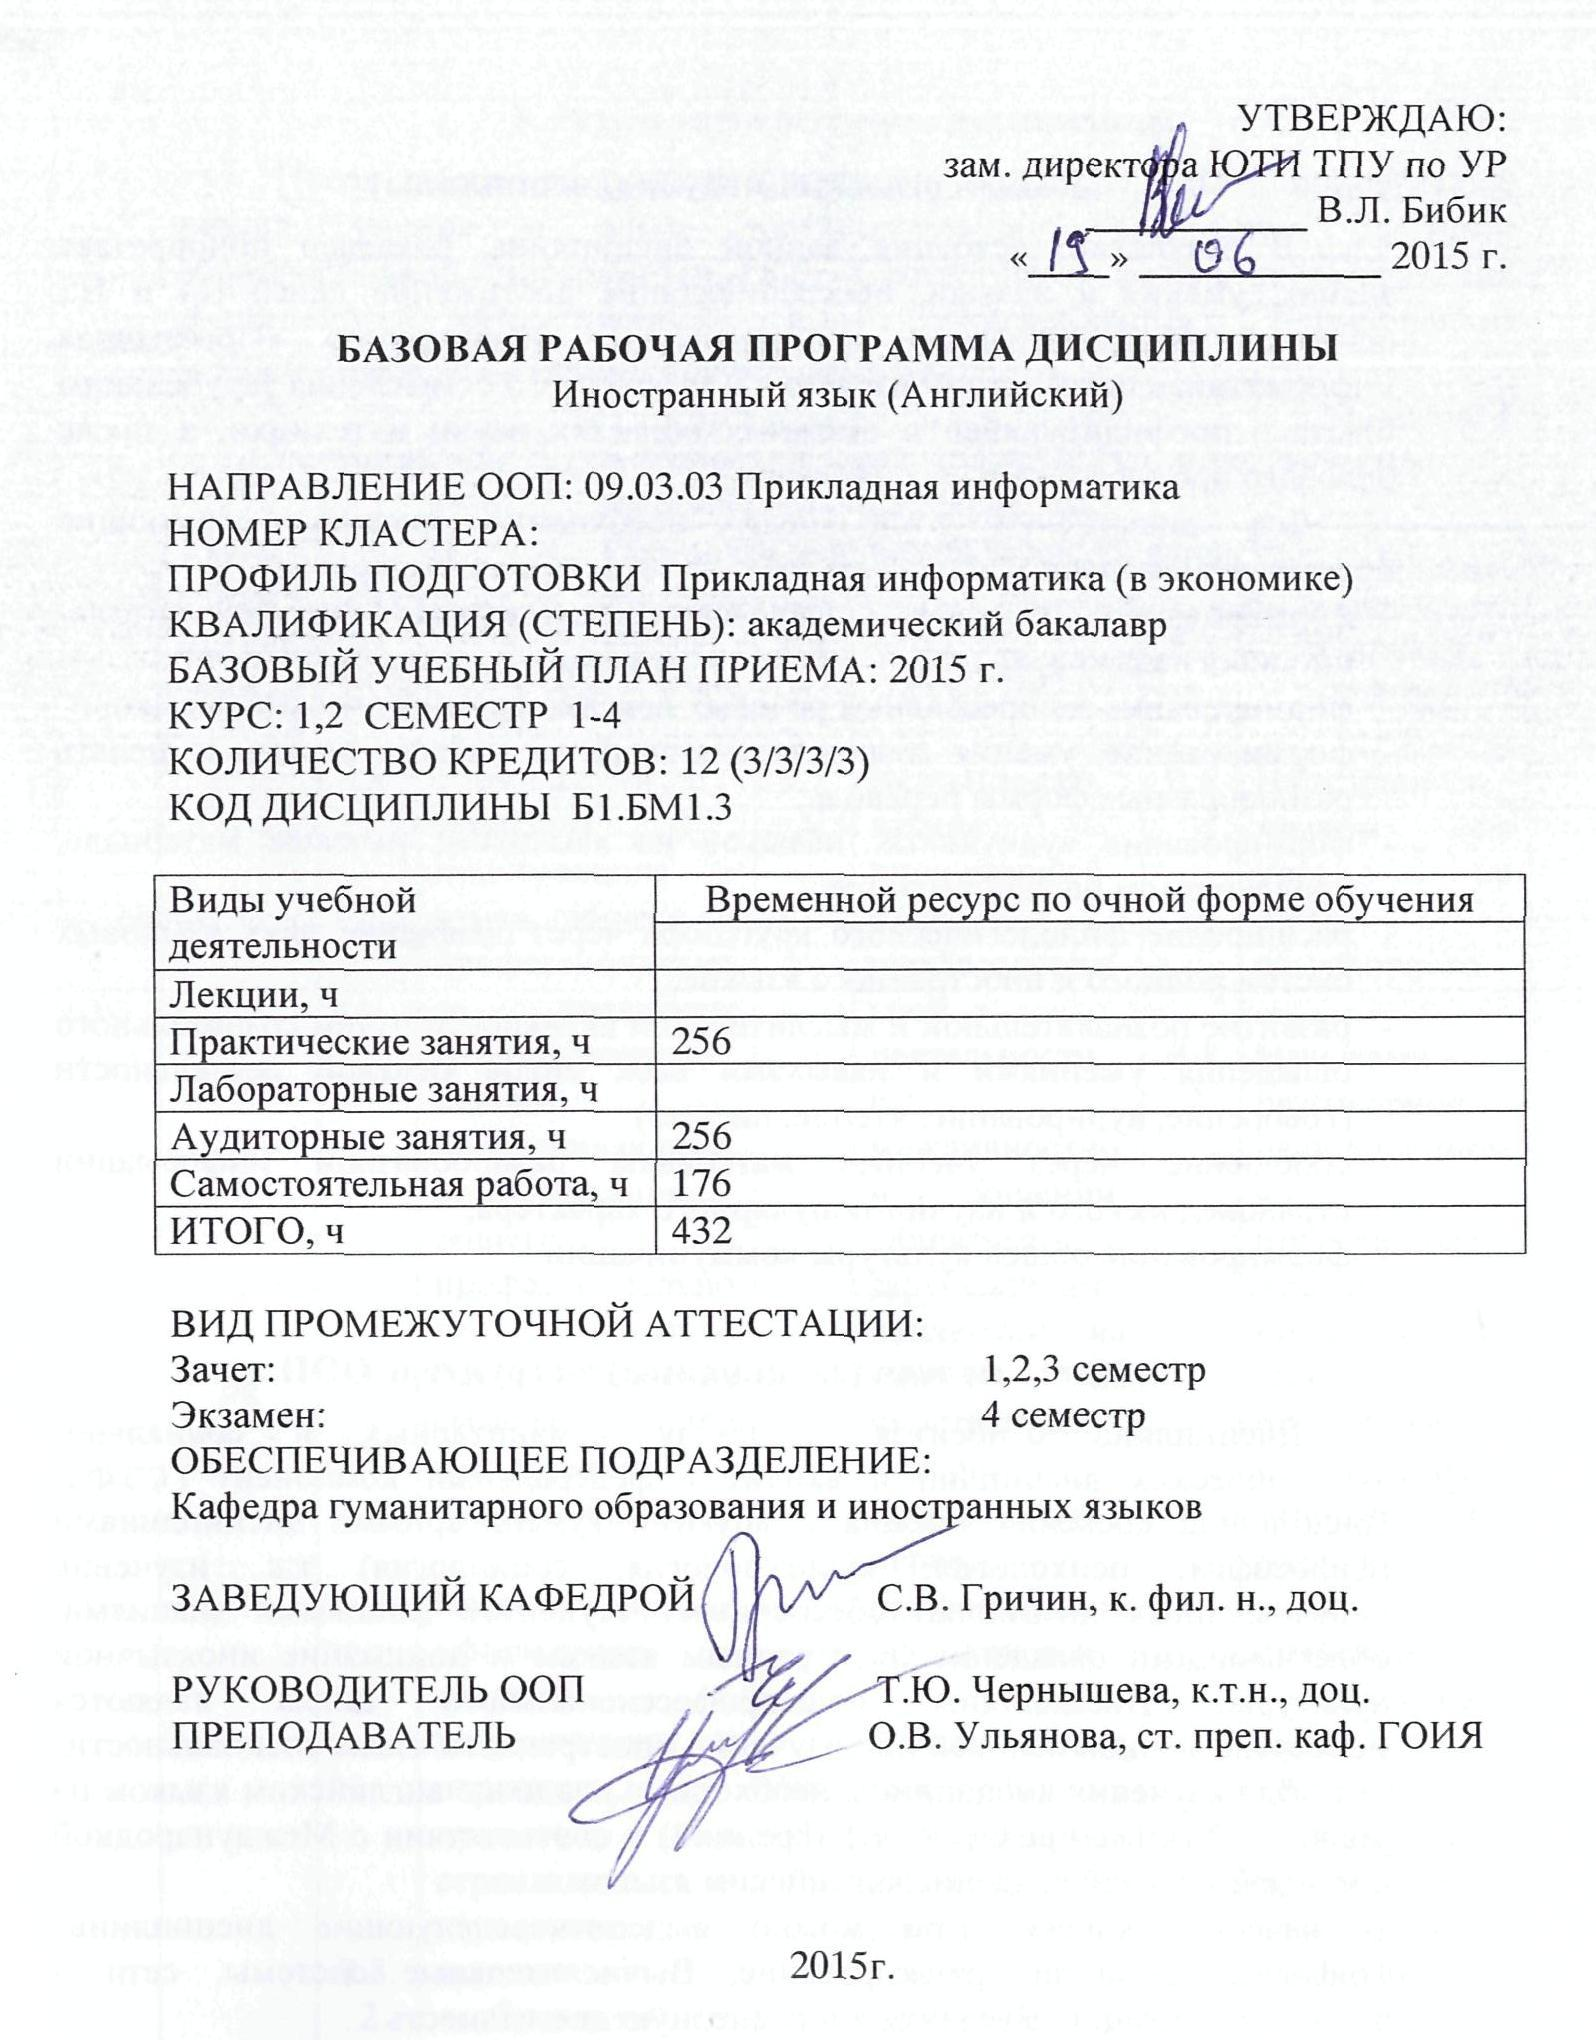 УТВЕРЖДАЮ:
зам. директора ЮТИ ТПУ по УР
В.Л. Бибик
« 19 » 06 2015 г.
БАЗОВАЯ РАБОЧАЯ ПРОГРАММА ДИСЦИПЛИНЫ
Иностранный язык (Английский)
НАПРАВЛЕНИЕ ООП: 09.03.03 Прикладная информатика
НОМЕР КЛАСТЕРА:
ПРОФИЛЬ ПОДГОТОВКИ Прикладная информатика (в экономике)
КВАЛИФИКАЦИЯ (СТЕПЕНЬ): академический бакалавр
БАЗОВЫЙ УЧЕБНЫЙ ПЛАН ПРИЕМА: 2015 г.
КУРС: 1,2 СЕМЕСТР 1-4
КОЛИЧЕСТВО КРЕДИТОВ: 12 (3/3/3/3)
КОД ДИСЦИПЛИНЫ Б1.БМ1.3
Виды учебной Временной ресурс по очной форме обучения
деятельности
Лекции, ч
Практические занятия, ч 256
Лабораторные занятия, ч
Аудиторные занятия, ч 256
Самостоятельная работа, ч 176
ИТОГО, ч 432
ВИД ПРОМЕЖУТОЧНОЙ АТТЕСТАЦИИ:
Зачет: 1,2,3 семестр
Экзамен: 4 семестр
ОБЕСПЕЧИВАЮЩЕЕ ПОДРАЗДЕЛЕНИЕ:
Кафедра гуманитарного образования и иностранных языков
ЗАВЕДУЮЩИЙ КАФЕДРОЙ С.В. Гричин, к. фил. н., доц.
РУКОВОДИТЕЛЬ ООП Т.Ю. Чернышева, к.т.н., доц.
ПРЕПОДАВАТЕЛЬ О.В. Ульянова, ст. преп. каф. ГОИЯ
2015г.